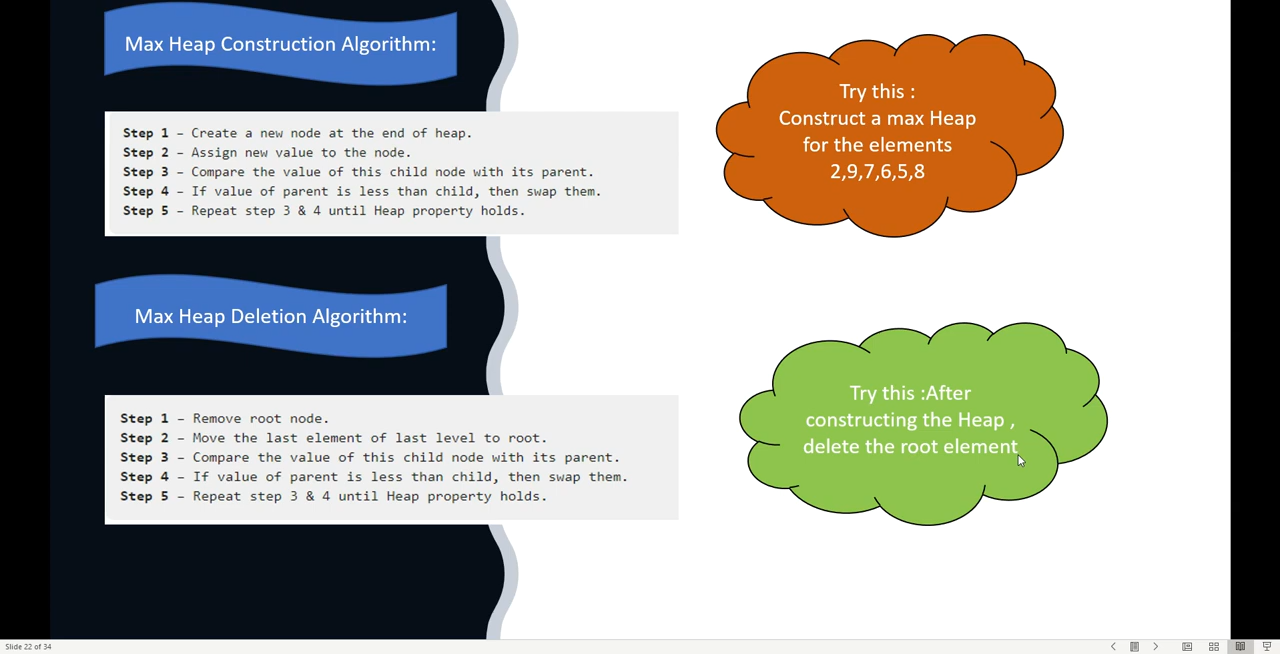 Max Heap Construction Algorithm:
Step 1 – Create a new node at the end of heap.
Step 2 – Assign new value to the node.
Step 3 – Compare the value of this child node with its parent.
Step 4 – If value of parent is less than child, then swap them.
Step 5 – Repeat step 3 & 4 until Heap property holds.
Try this :
Construct a max Heap
for the elements
2,9,7,6,5,8
Max Heap Deletion Algorithm:
Step 1 – Remove root node.
Step 2 – Move the last element of last level to root.
Step 3 – Compare the value of this child node with its parent.
Step 4 – If value of parent is less than child, then swap them.
Step 5 – Repeat step 3 & 4 until Heap property holds.
Try this :After
constructing the Heap ,
delete the root element
Slide 22 of 34